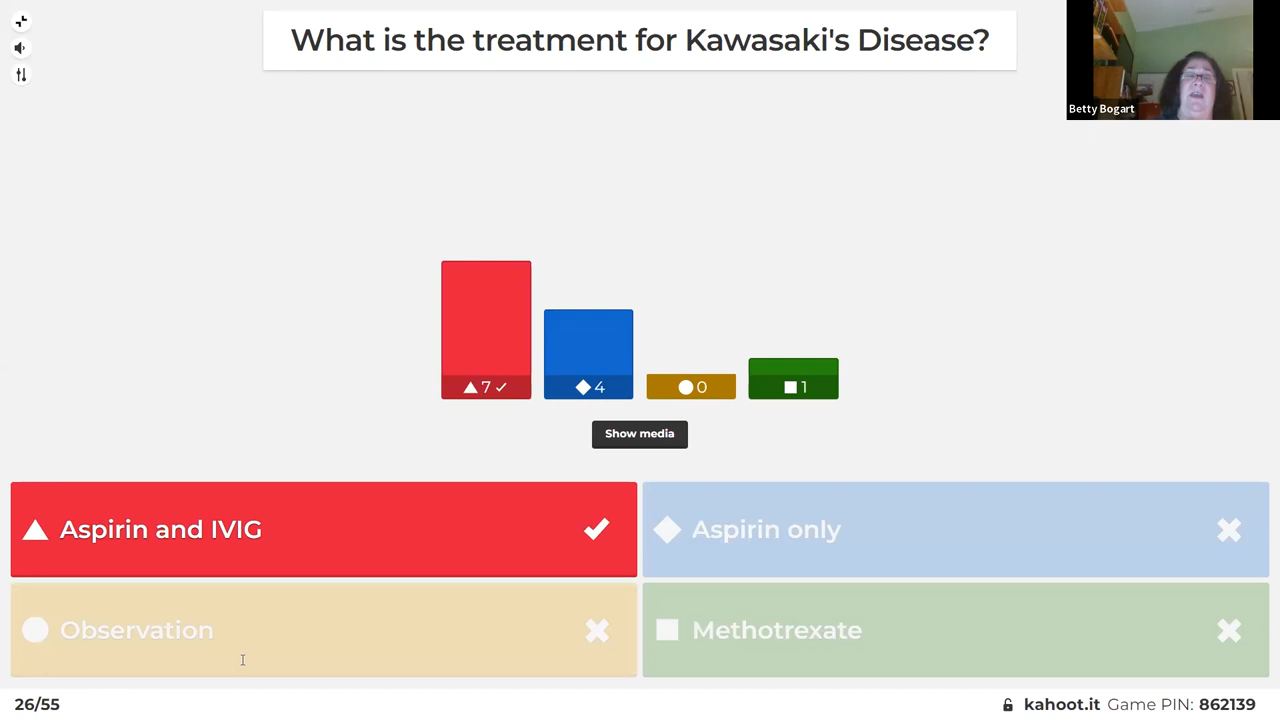 What is the treatment for Kawasaki's Disease?
Betty Bogart
7
4
0
1
Show media
Aspirin and IVIG
Aspirin only
Observation
Methotrexate
26/55
kahoot.it Game PIN: 862139